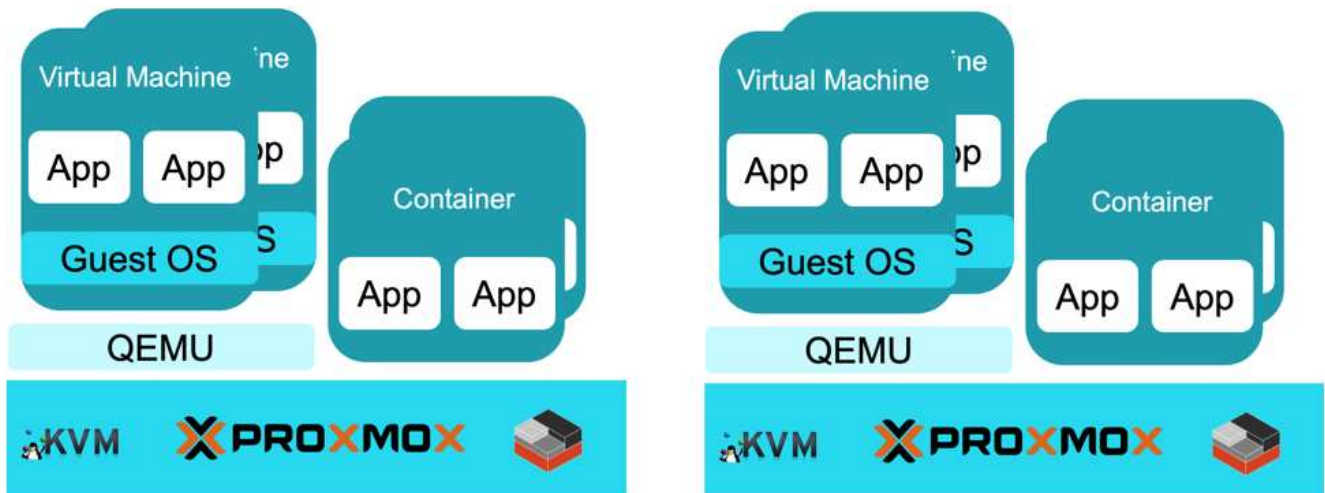 Virtual Machine
App App
Guest OS
QEMU
Container
App App
KVM PROXMOX
Virtual Machine
App App
Guest OS
QEMU
Container
App App
KVM PROXMOX